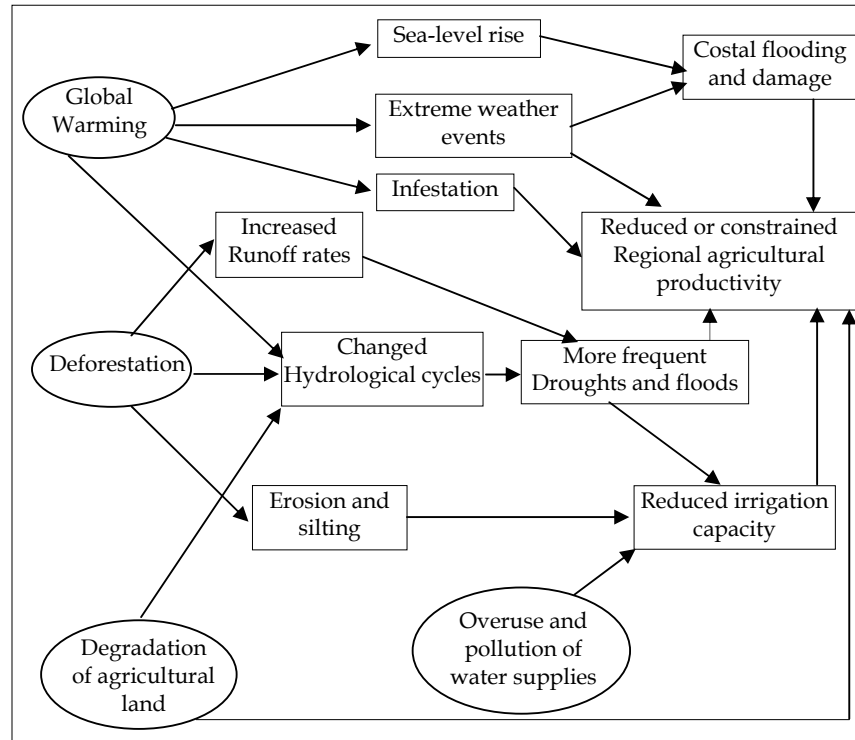 Sea-level rise
Costal flooding
and damage
Global
Warming
Extreme weather
events
Infestation
Increased
Runoff rates
Reduced or constrained
Regional agricultural
productivity
Deforestation
Changed
Hydrological cycles
More frequent
Droughts and floods
Erosion and
silting
Reduced irrigation
capacity
Degradation
of agricultural
land
Overuse and
pollution of
water supplies